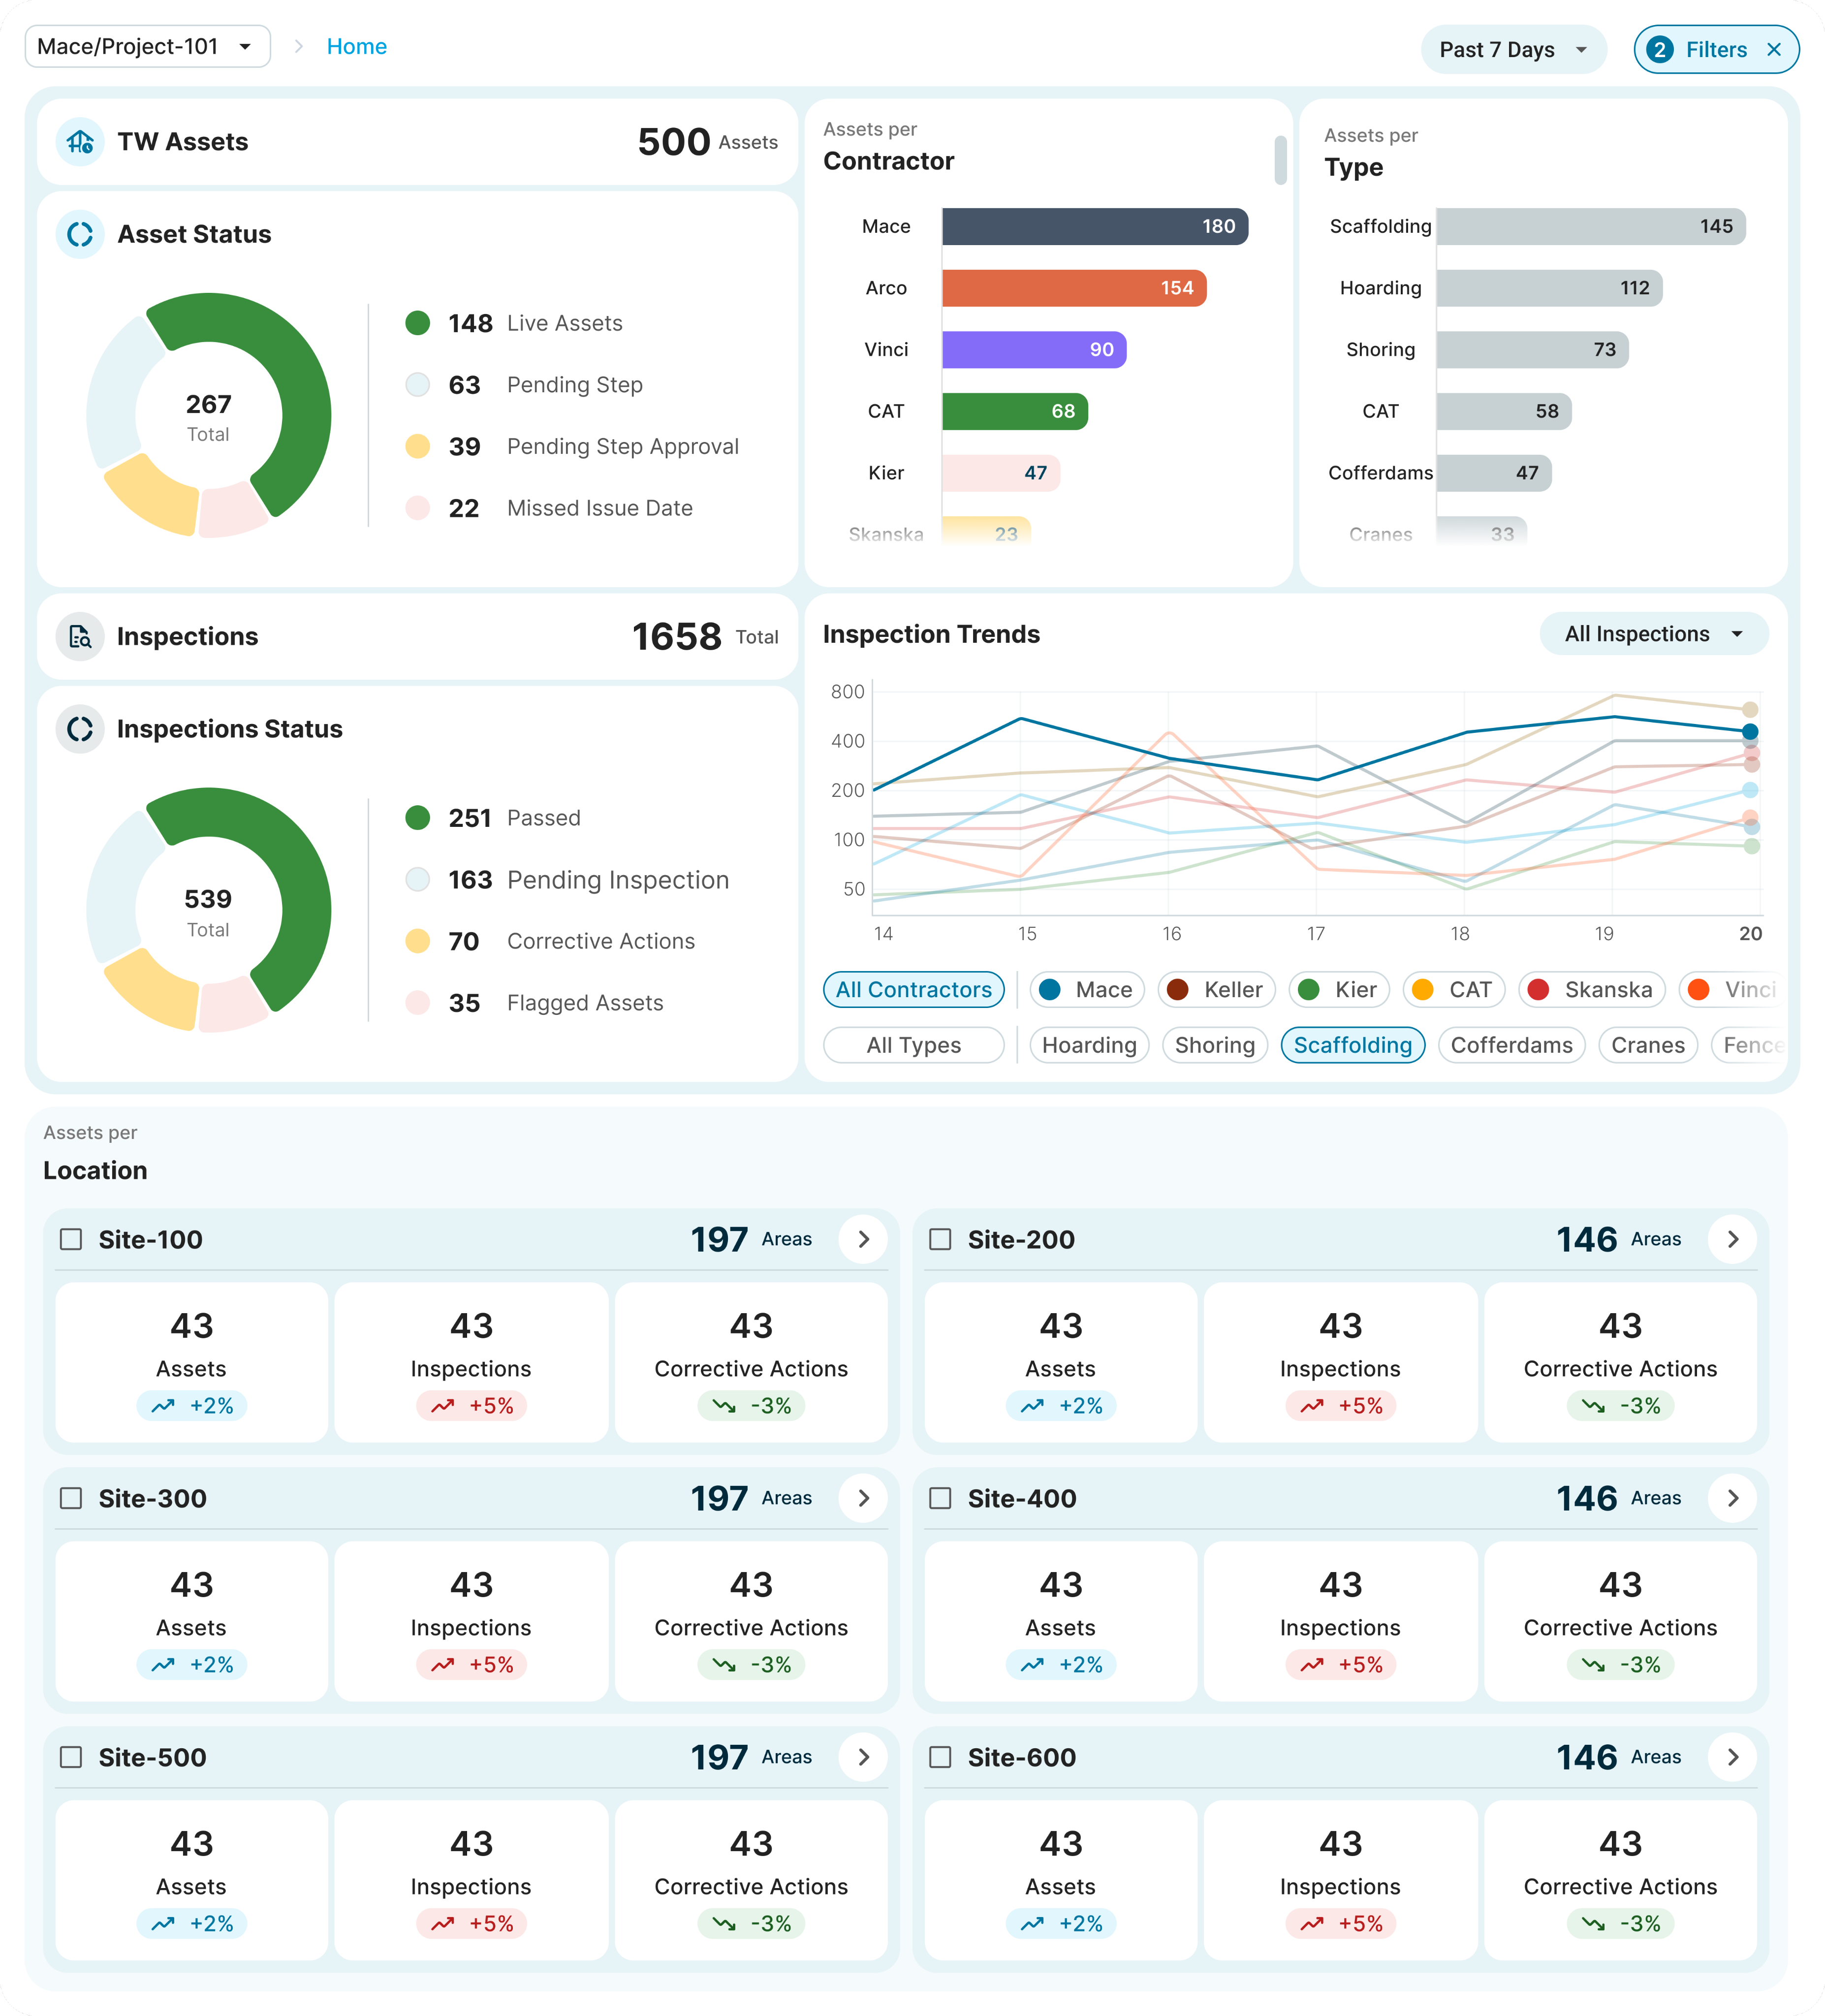 Mace/Project-101
Home
Past 7 Days
2 Filters
TW Assets
500 Assets
Asset Status
267
Total
148 Live Assets
63 Pending Step
39 Pending Step Approval
22 Missed Issue Date
Assets per
Contractor
Mace 180
Arco 154
Vinci 90
CAT 68
Kier 47
Skanska 23
Assets per
Type
Scaffolding 145
Hoarding 112
Shoring 73
CAT 58
Cofferdams 47
Cranes 33
Inspections
1658 Total
Inspections Status
539
Total
251 Passed
163 Pending Inspection
70 Corrective Actions
35 Flagged Assets
Inspection Trends
All Inspections
800
400
200
100
50
14 15 16 17 18 19 20
All Contractors Mace Keller Kier CAT Skanska Vinci
All Types Hoarding Shoring Scaffolding Cofferdams Cranes Fence
Assets per
Location
Site-100 197 Areas
43 43 43
Assets Inspections Corrective Actions
+2% +5% -3%
Site-200 146 Areas
43 43 43
Assets Inspections Corrective Actions
+2% +5% -3%
Site-300 197 Areas
43 43 43
Assets Inspections Corrective Actions
+2% +5% -3%
Site-400 146 Areas
43 43 43
Assets Inspections Corrective Actions
+2% +5% -3%
Site-500 197 Areas
43 43 43
Assets Inspections Corrective Actions
+2% +5% -3%
Site-600 146 Areas
43 43 43
Assets Inspections Corrective Actions
+2% +5% -3%